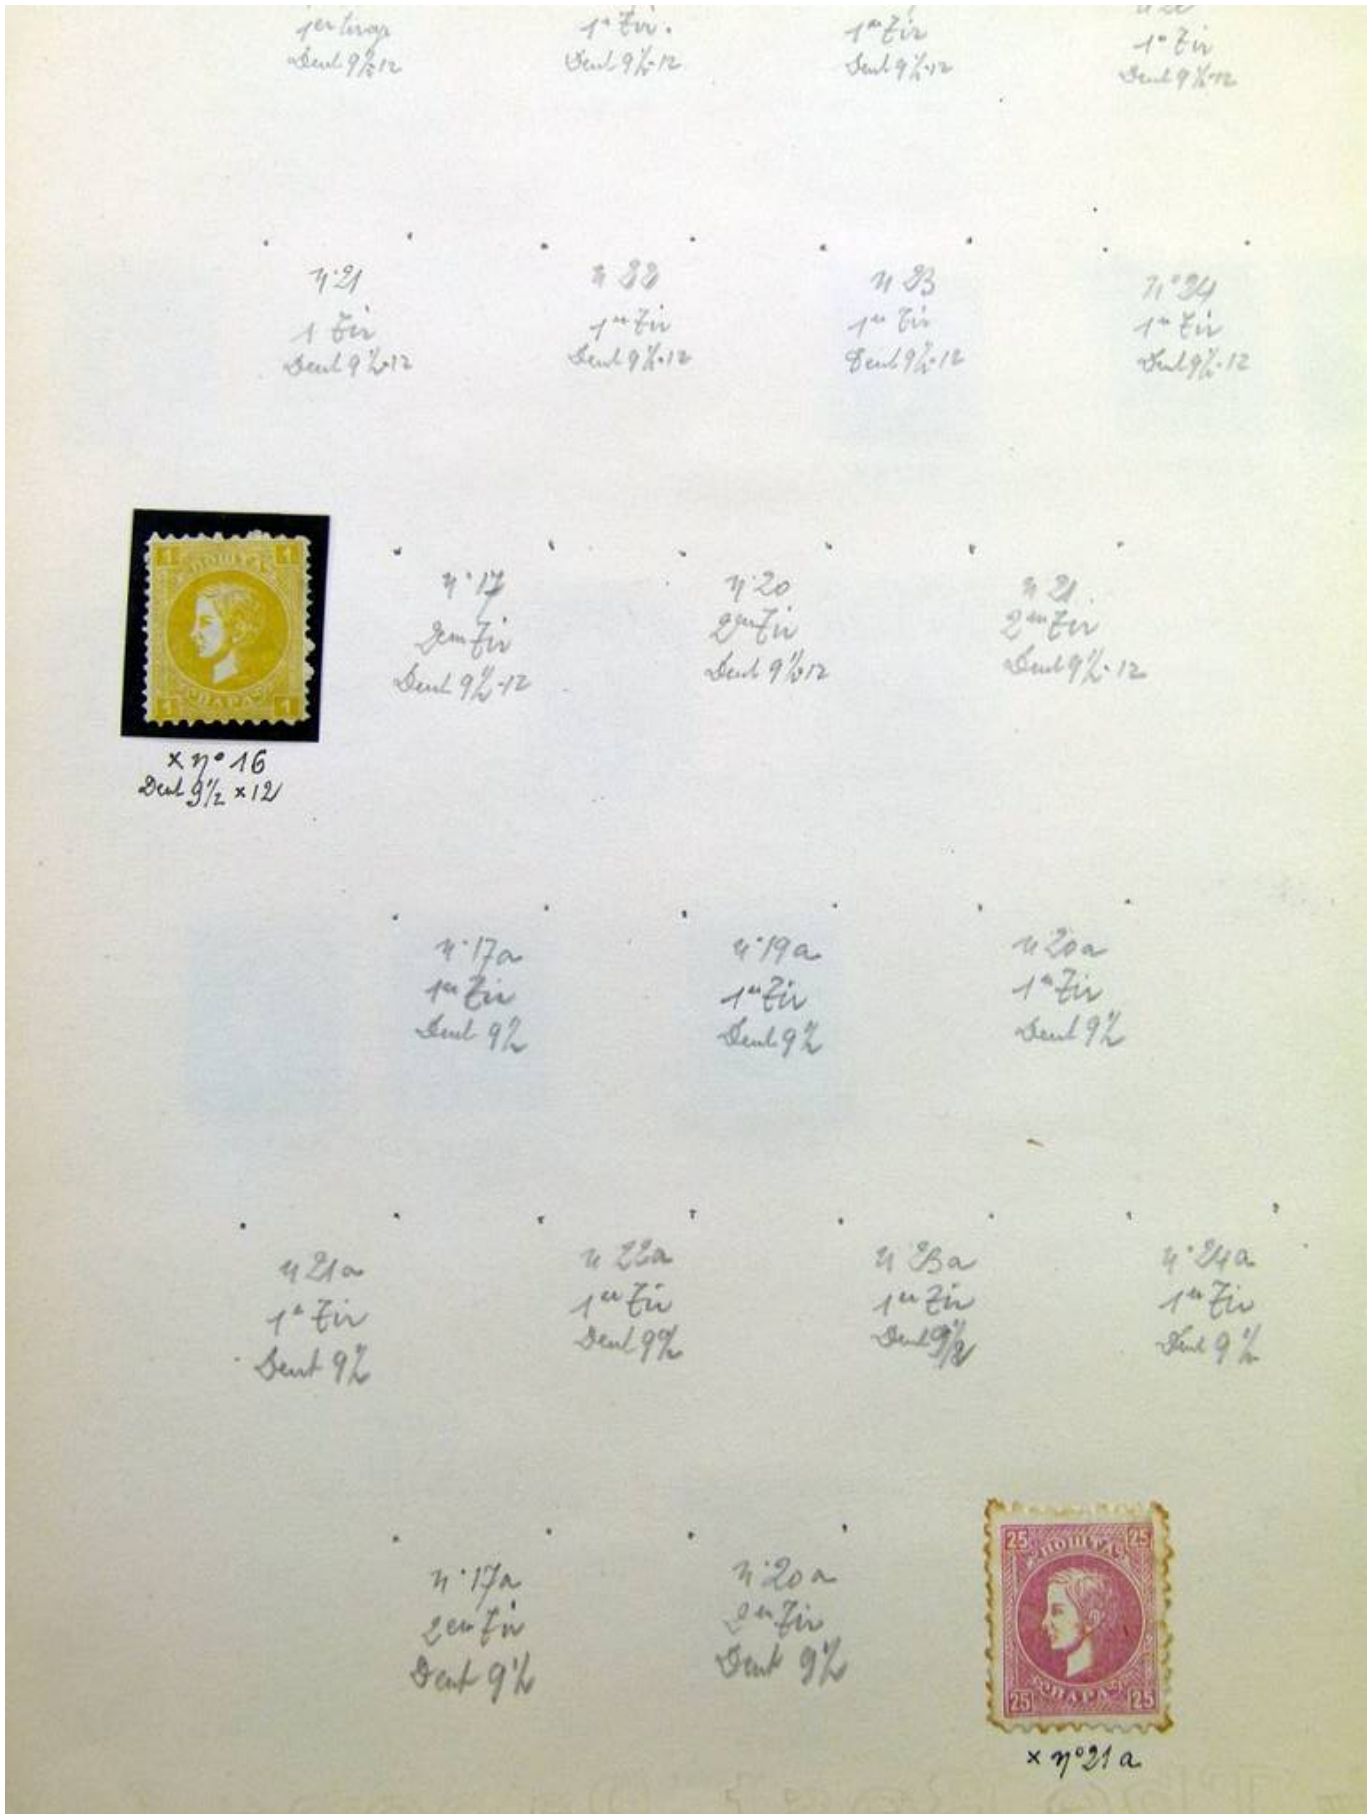 1er tirage
Dent 9½-12
1er Tir.
Dent 9½-12
1er Tir
Dent 9½-12
1er Tir
Dent 9½-12
n°21
1 Tir
Dent 9½-12
n 22
1er Tir
Dent 9½-12
n 23
1er Tir
Dent 9½-12
n°24
1er Tir
Dent 9½-12
1 1
ПОШТА
ПАРА
1 1
x n° 16
Dent 9½ x 12
n°17
2em Tir
Dent 9½-12
n°20
2em Tir
Dent 9½-12
n 21.
2em Tir
Dent 9½-12
n°17a
1er Tir
Dent 9½
n°19a
1er Tir
Dent 9½
n 20a
1er Tir
Dent 9½
n 21a
1er Tir
Dent 9½
n 22a
1er Tir
Dent 9½
n 23a
1er Tir
Dent 9½
n°24a
1er Tir
Dent 9½
n°17a
2em Tir
Dent 9½
n°20a
2em Tir
Dent 9½
25 25
ПОШТА
ПАРА
25 25
x n°21a